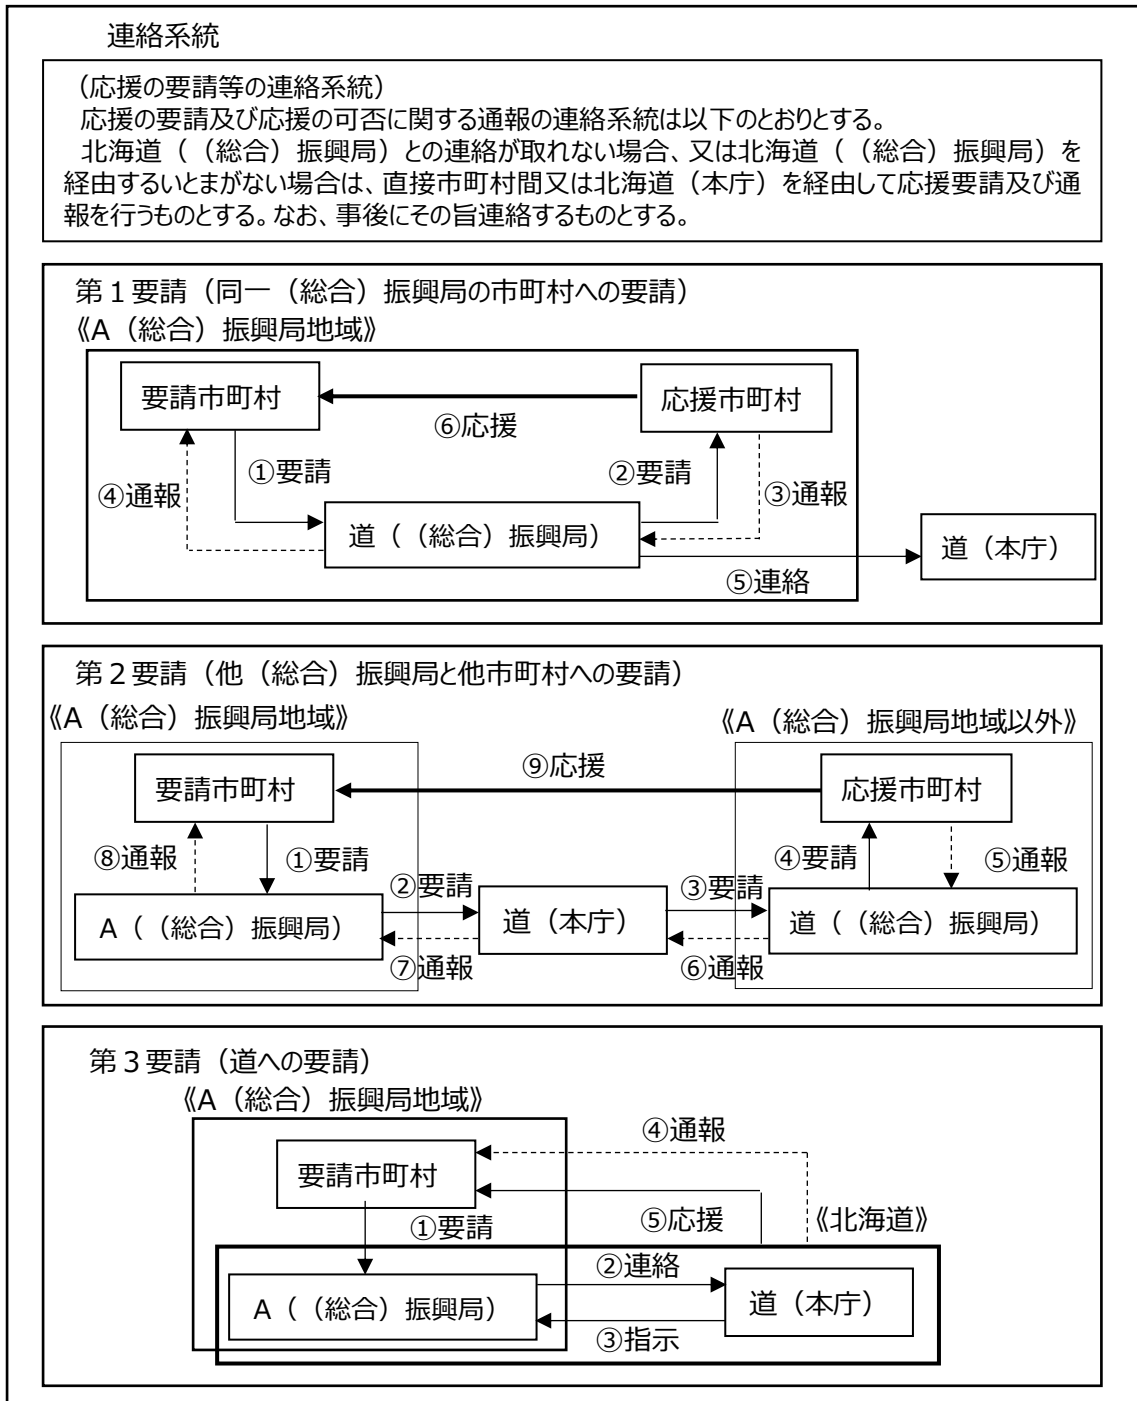 連絡系統
（応援の要請等の連絡系統）
応援の要請及び応援の可否に関する通報の連絡系統は以下のとおりとする。
北海道（（総合）振興局）との連絡が取れない場合、又は北海道（（総合）振興局）を
経由するいとまがない場合は、直接市町村間又は北海道（本庁）を経由して応援要請及び通
報を行うものとする。なお、事後にその旨連絡するものとする。
第１要請（同一（総合）振興局の市町村への要請）
《A（総合）振興局地域》
要請市町村
応援市町村
⑥応援
①要請
②要請
④通報
③通報
道（（総合）振興局）
道（本庁）
⑤連絡
第２要請（他（総合）振興局と他市町村への要請）
《A（総合）振興局地域》
《A（総合）振興局地域以外》
⑨応援
要請市町村
応援市町村
⑧通報
①要請
④要請
⑤通報
②要請
③要請
A（（総合）振興局）
道（本庁）
道（（総合）振興局）
⑦通報
⑥通報
第３要請（道への要請）
《A（総合）振興局地域》
④通報
要請市町村
①要請
⑤応援
《北海道》
②連絡
A（（総合）振興局）
道（本庁）
③指示